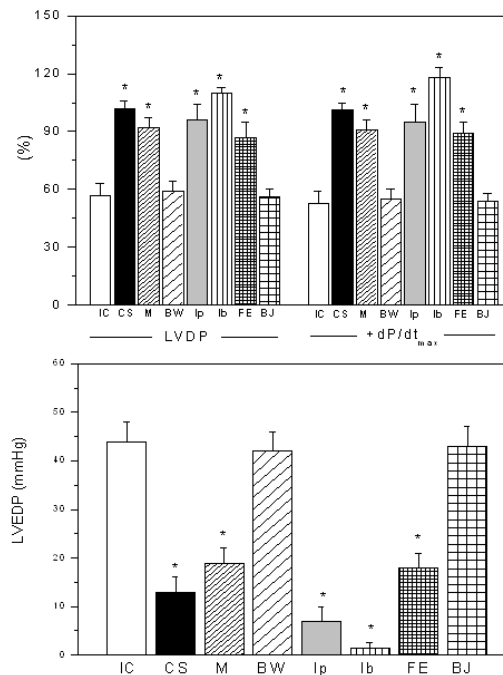 150
120
90
60
30
0
(%)
* * * * * * * * * *
IC CS M BW Ip Ib FE BJ IC CS M BW Ip Ib FE BJ
LVDP +dP/dtmax
60
50
40
30
20
10
0
LVEDP (mmHg)
* * * * *
IC CS M BW Ip Ib FE BJ